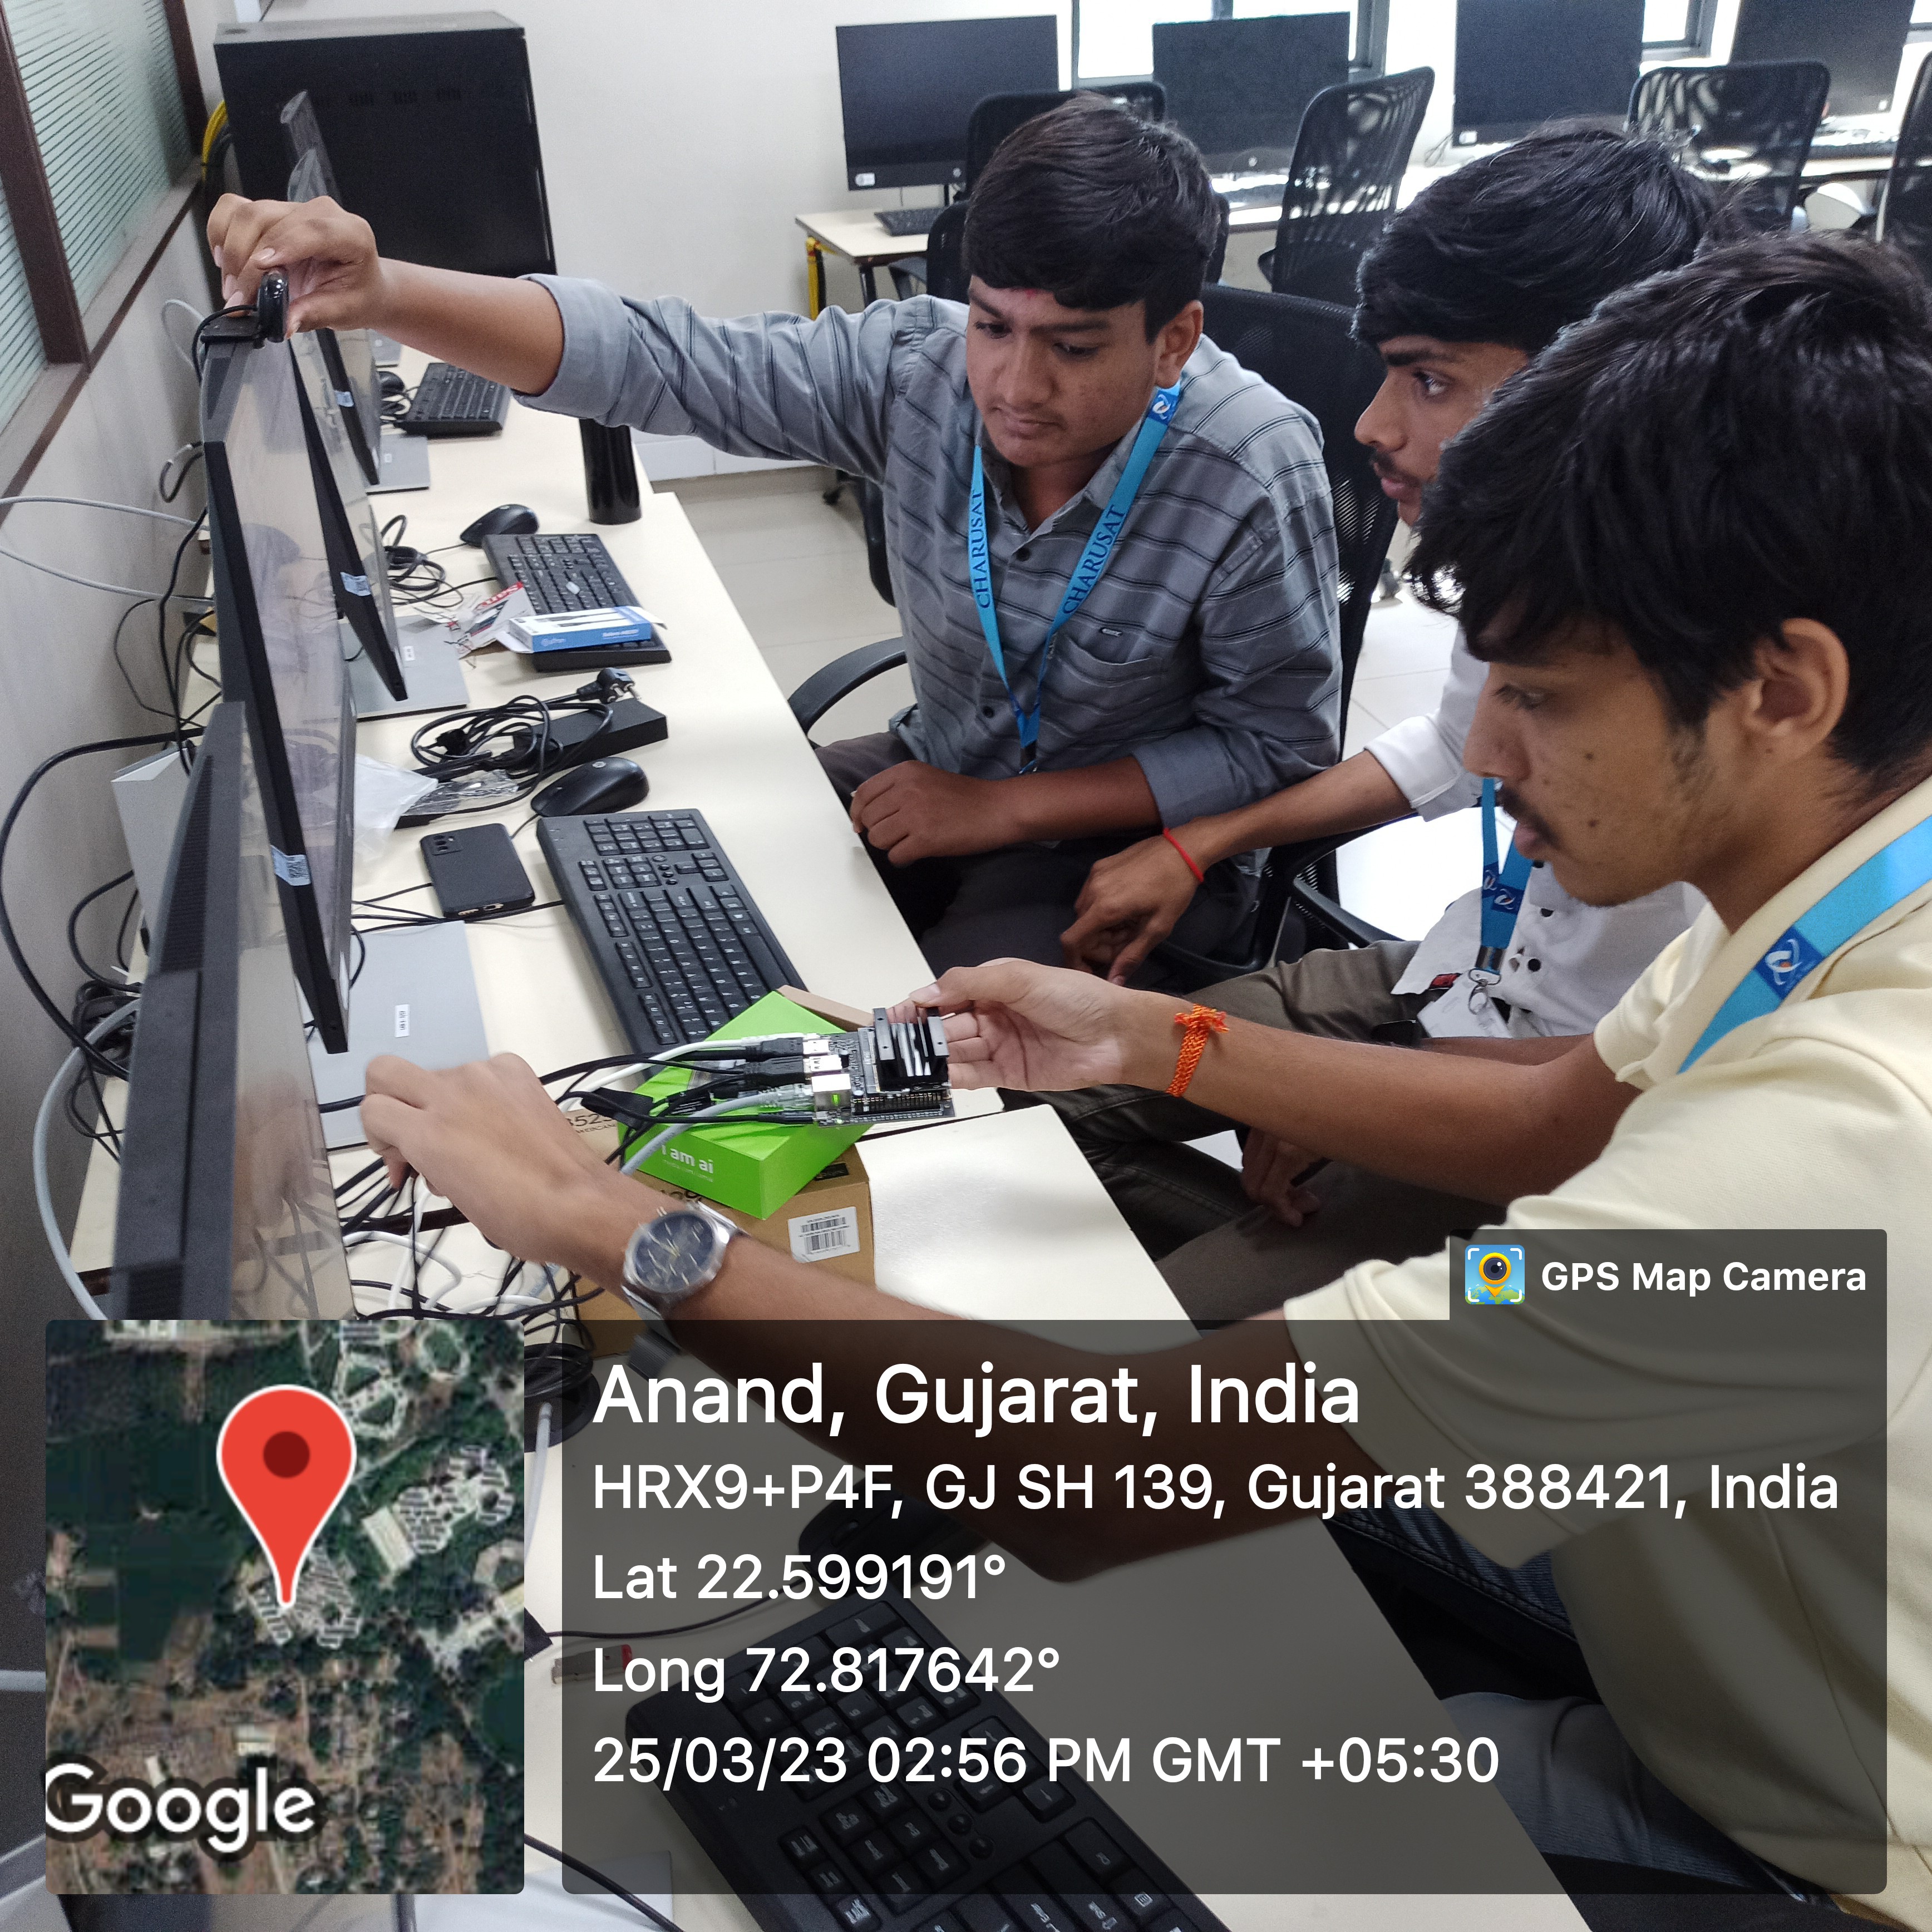 CHARUSAT
CHARUSAT
i am ai
GPS Map Camera
Anand, Gujarat, India
HRX9+P4F, GJ SH 139, Gujarat 388421, India
Lat 22.599191°
Long 72.817642°
25/03/23 02:56 PM GMT +05:30
Google